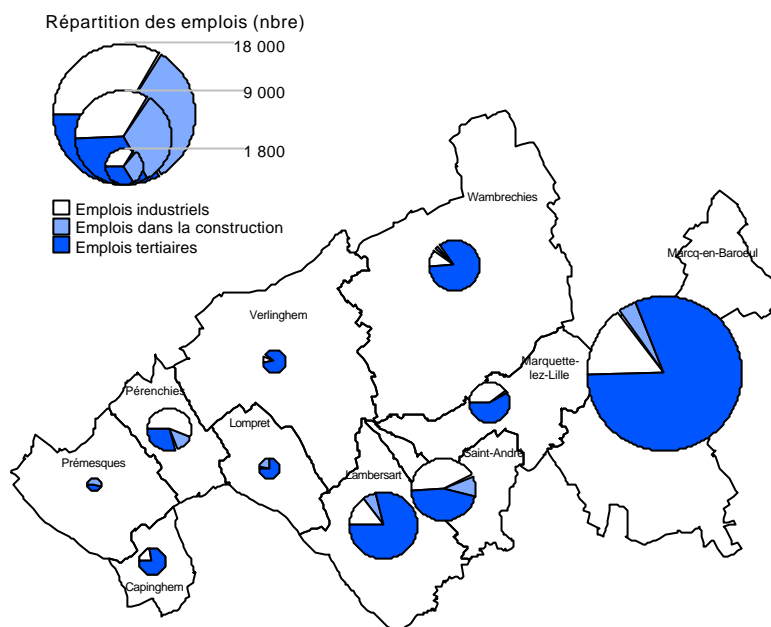 Répartition des emplois (nbre)
18 000
9 000
1 800
Emplois industriels
Emplois dans la construction
Emplois tertiaires
Wambrechies
Marcq-en-Baroeul
Verlinghem
Marquette-
lez-Lille
Pérenchies
Lompret
Saint-André
Prémesques
Lambersart
Capinghem